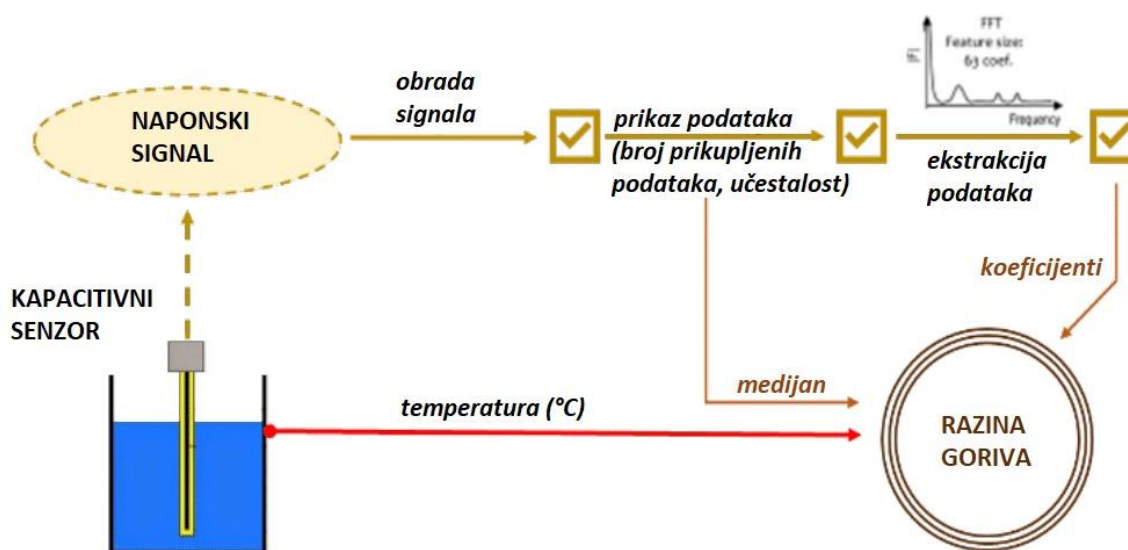 FFT
Feature size:
63 coef.
|F|
Frequency
NAPONSKI
SIGNAL
obrada
signala
prikaz podataka
(broj prikupljenih
podataka, učestalost)
ekstrakcija
podataka
koeficijenti
KAPACITIVNI
SENZOR
medijan
temperatura (°C)
RAZINA
GORIVA